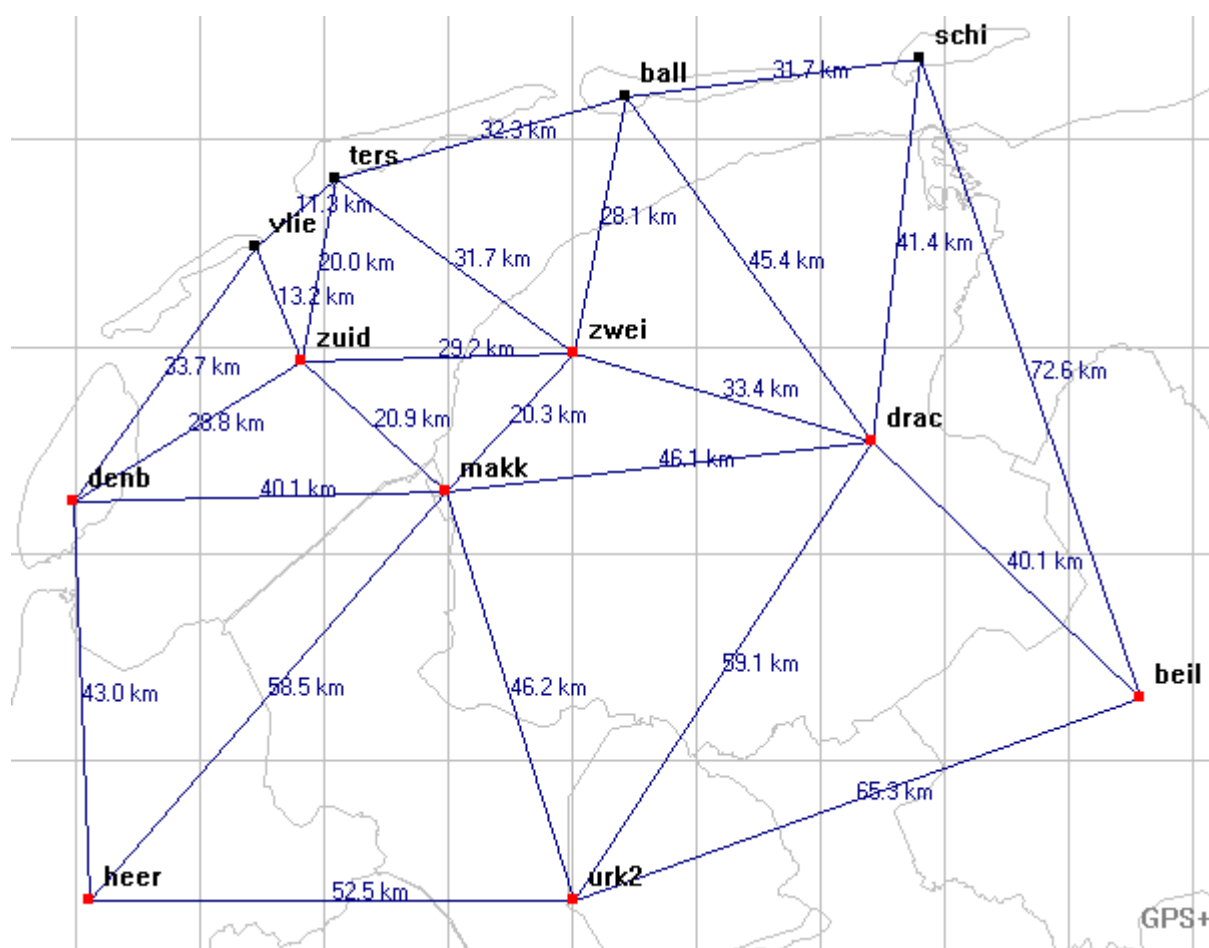 schi
ball
31.7 km
32.3 km
ters
11.3 km
vlie
28.1 km
41.4 km
20.0 km
31.7 km
45.4 km
13.2 km
zuid
zwei
29.2 km
33.7 km
72.6 km
33.4 km
28.8 km
20.9 km
20.3 km
drac
denb
makk
46.1 km
40.1 km
40.1 km
59.1 km
beil
43.0 km
58.5 km
46.2 km
65.3 km
heer
52.5 km
urk2
GPS+